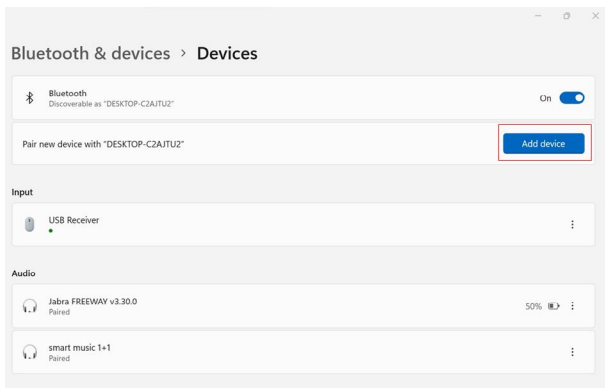 Bluetooth & devices > Devices
Bluetooth
Discoverable as "DESKTOP-C2AJTU2"
On
Pair new device with "DESKTOP-C2AJTU2"
Add device
Input
USB Receiver
Audio
Jabra FREEWAY v3.30.0
Paired
50%
smart music 1+1
Paired